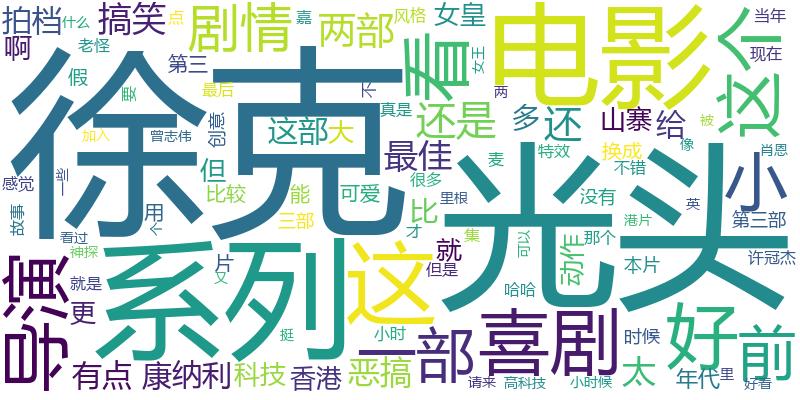 拍档 搞笑 剧情 两部 风格 嘉 女皇 什么 当年
啊 老怪 点 女王 现在
徐克 看 电影 这个
假 第三 最后 不 两
要 创意 真是
加入 曾志伟 这部 大 还是 多 还 山寨 给 被
感觉 一些 但 最佳 麦 特效 换成 像 肖恩
故事 用 比较 能 可爱 很多 里根 不错 小
个 三部 比 才 没有 英 第三部
光头
看过 片 就 集 可以 动作 那个 港片 许冠杰
导演 神探 系列 又 这 但是 本片
就是 哈哈
更 挺 小时 一部 喜剧 时候 好 前
有点 康纳利 科技 香港 恶搞 请来 高科技 小时候 太 年代 里 好看